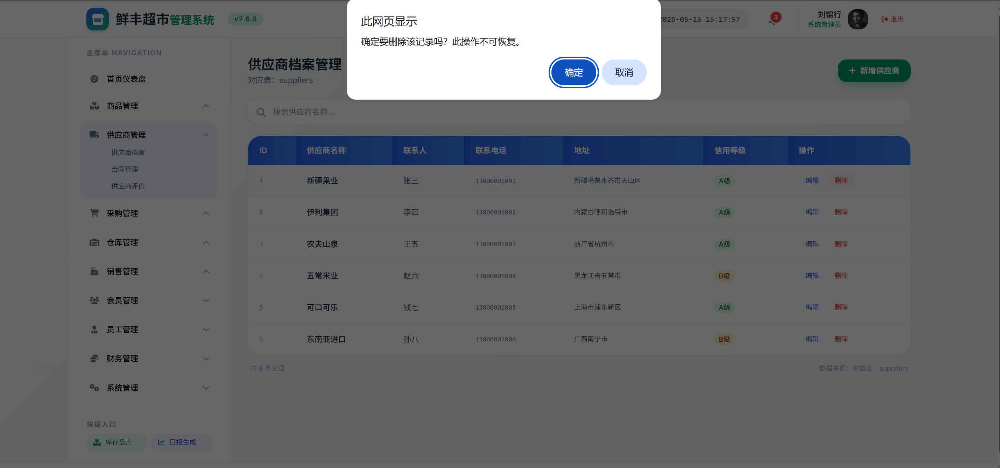 鲜丰超市管理系统 v2.6.0
2026-05-25 15:17:57
3
刘锦行
系统管理员
退出
此网页显示
确定要删除该记录吗？此操作不可恢复。
确定 取消
主菜单 NAVIGATION
首页仪表盘
商品管理
供应商管理
供应商档案
合同管理
供应商评价
采购管理
仓库管理
销售管理
会员管理
员工管理
财务管理
系统管理
快速入口
库存盘点 日报生成
供应商档案管理
对应表：suppliers
新增供应商
搜索供应商名称...
ID 供应商名称 联系人 联系电话 地址 信用等级 操作
1 新疆果业 张三 13800001001 新疆乌鲁木齐市天山区 A级 编辑 删除
2 伊利集团 李四 13800001002 内蒙古呼和浩特市 A级 编辑 删除
3 农夫山泉 王五 13800001003 浙江省杭州市 A级 编辑 删除
4 五常米业 赵六 13800001004 黑龙江省五常市 B级 编辑 删除
5 可口可乐 钱七 13800001005 上海市浦东新区 A级 编辑 删除
6 东南亚进口 孙八 13800001006 广西南宁市 B级 编辑 删除
共 6 条记录
数据来源：对应表：suppliers